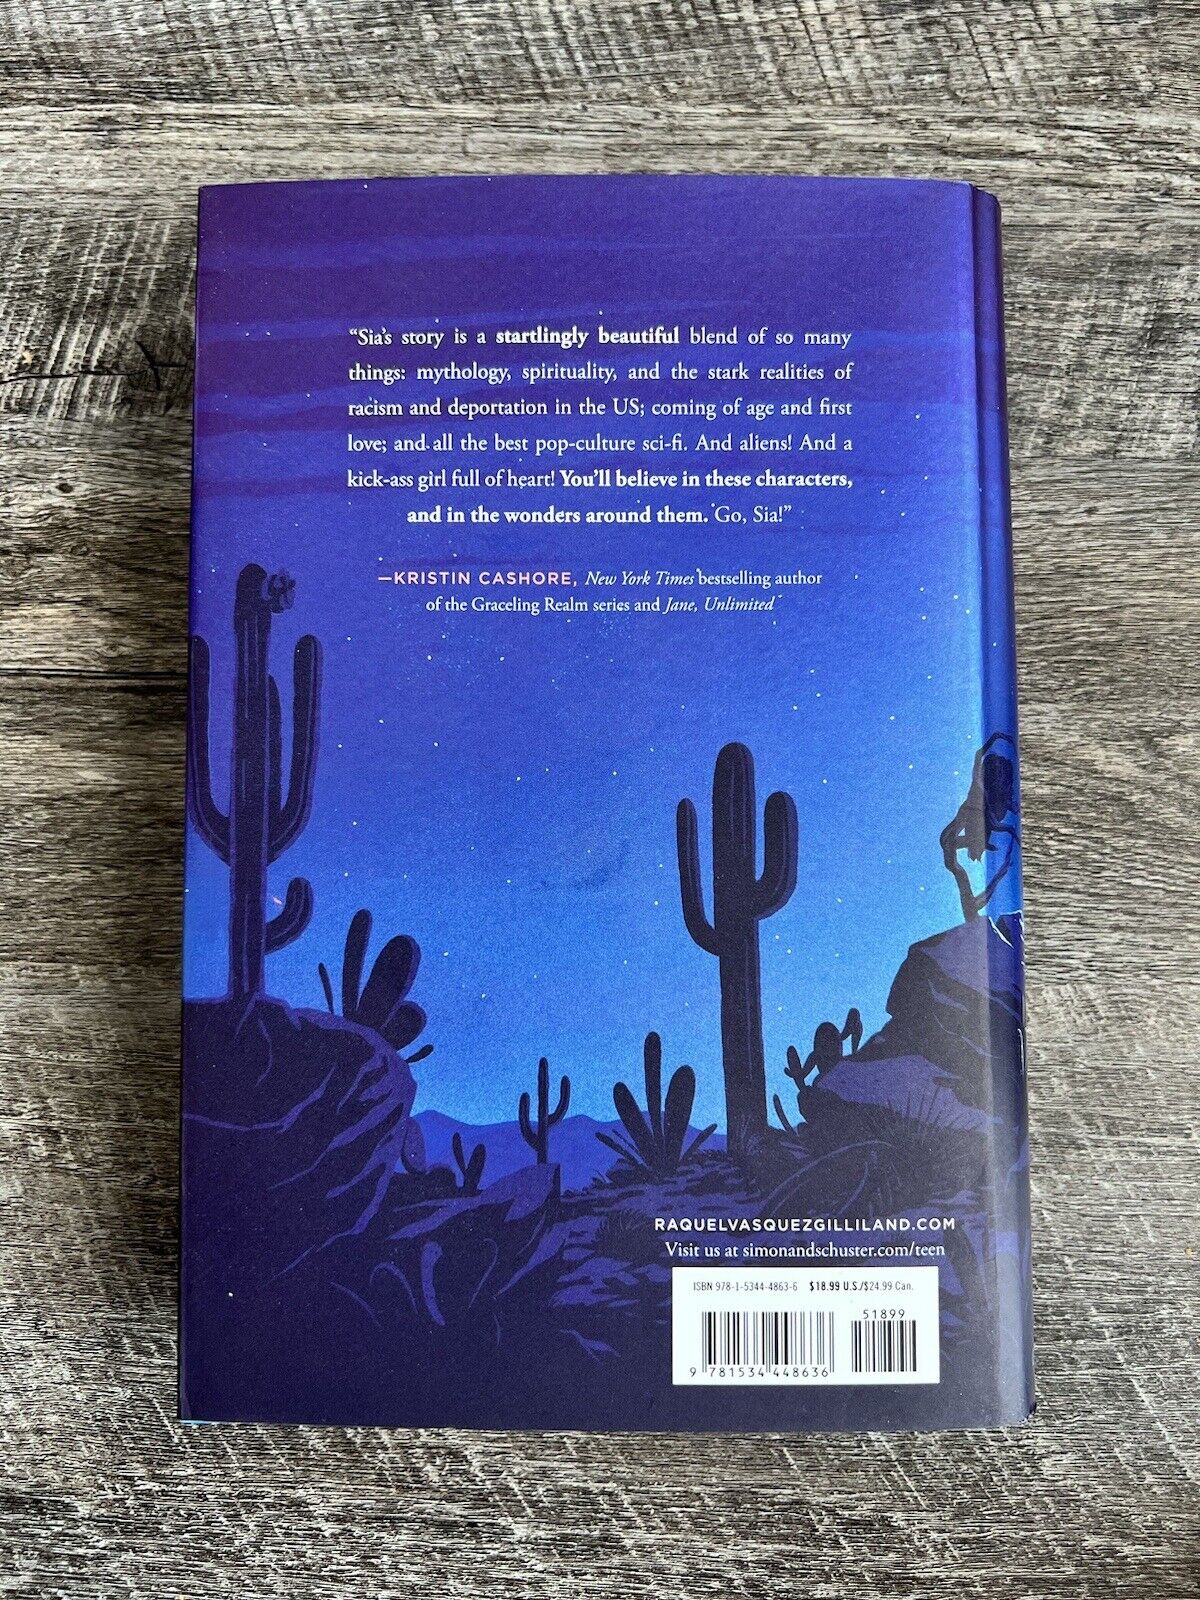 “Sia’s story is a startlingly beautiful blend of so many
things: mythology, spirituality, and the stark realities of
racism and deportation in the US; coming of age and first
love; and all the best pop-culture sci-fi. And aliens! And a
kick-ass girl full of heart! You’ll believe in these characters,
and in the wonders around them. Go, Sia!”
—KRISTIN CASHORE, New York Times bestselling author
of the Graceling Realm series and Jane, Unlimited
RAQUELVASQUEZGILLILAND.COM
Visit us at simonandschuster.com/teen
ISBN 978-1-5344-4863-6 $18.99 U.S./$24.99 Can.
51899
9 781534 448636